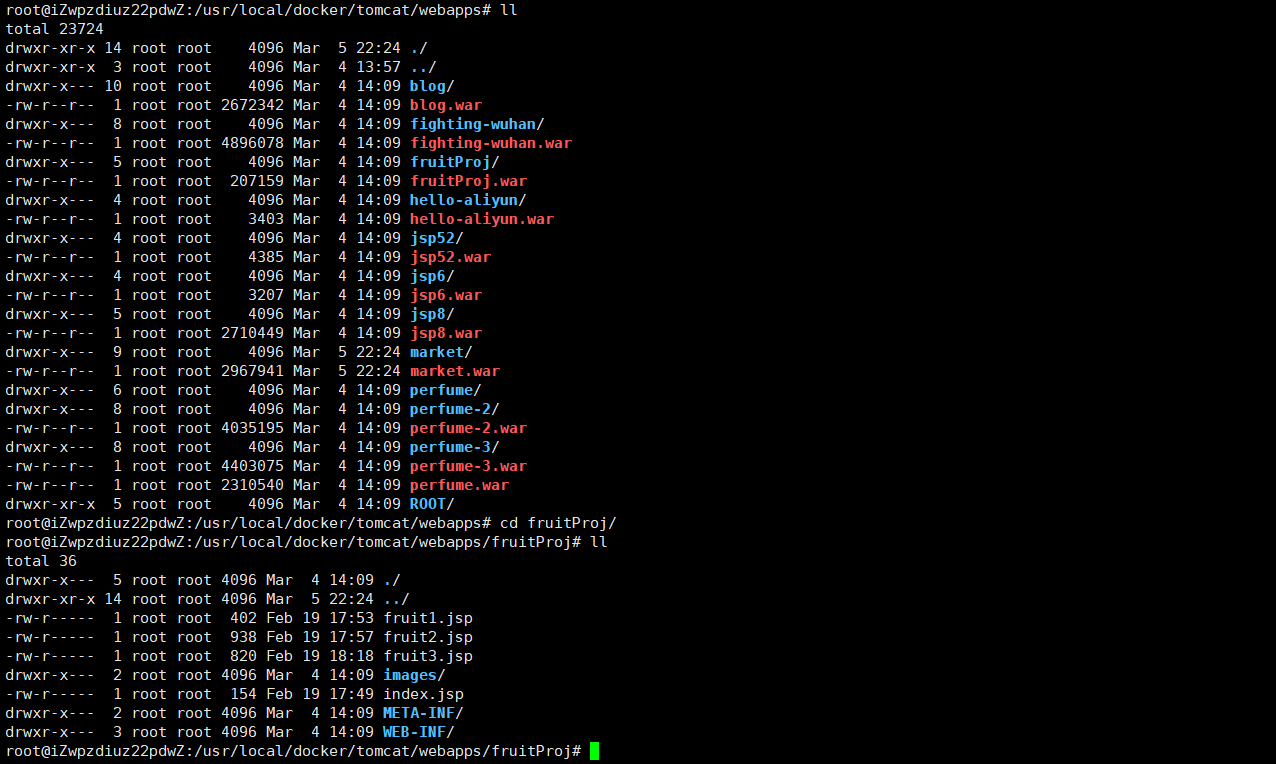 root@iZwpzdiuz22pdwZ:/usr/local/docker/tomcat/webapps# ll
total 23724
drwxr-xr-x 14 root root    4096 Mar  5 22:24 ./
drwxr-xr-x  3 root root    4096 Mar  4 13:57 ../
drwxr-x--- 10 root root    4096 Mar  4 14:09 blog/
-rw-r--r--  1 root root 2672342 Mar  4 14:09 blog.war
drwxr-x---  8 root root    4096 Mar  4 14:09 fighting-wuhan/
-rw-r--r--  1 root root 4896078 Mar  4 14:09 fighting-wuhan.war
drwxr-x---  5 root root    4096 Mar  4 14:09 fruitProj/
-rw-r--r--  1 root root  207159 Mar  4 14:09 fruitProj.war
drwxr-x---  4 root root    4096 Mar  4 14:09 hello-aliyun/
-rw-r--r--  1 root root    3403 Mar  4 14:09 hello-aliyun.war
drwxr-x---  4 root root    4096 Mar  4 14:09 jsp52/
-rw-r--r--  1 root root    4385 Mar  4 14:09 jsp52.war
drwxr-x---  4 root root    4096 Mar  4 14:09 jsp6/
-rw-r--r--  1 root root    3207 Mar  4 14:09 jsp6.war
drwxr-x---  5 root root    4096 Mar  4 14:09 jsp8/
-rw-r--r--  1 root root 2710449 Mar  4 14:09 jsp8.war
drwxr-x---  9 root root    4096 Mar  5 22:24 market/
-rw-r--r--  1 root root 2967941 Mar  5 22:24 market.war
drwxr-x---  6 root root    4096 Mar  4 14:09 perfume/
drwxr-x---  8 root root    4096 Mar  4 14:09 perfume-2/
-rw-r--r--  1 root root 4035195 Mar  4 14:09 perfume-2.war
drwxr-x---  8 root root    4096 Mar  4 14:09 perfume-3/
-rw-r--r--  1 root root 4403075 Mar  4 14:09 perfume-3.war
-rw-r--r--  1 root root 2310540 Mar  4 14:09 perfume.war
drwxr-xr-x  5 root root    4096 Mar  4 14:09 ROOT/
root@iZwpzdiuz22pdwZ:/usr/local/docker/tomcat/webapps# cd fruitProj/
root@iZwpzdiuz22pdwZ:/usr/local/docker/tomcat/webapps/fruitProj# ll
total 36
drwxr-x---  5 root root 4096 Mar  4 14:09 ./
drwxr-xr-x 14 root root 4096 Mar  5 22:24 ../
-rw-r-----  1 root root  402 Feb 19 17:53 fruit1.jsp
-rw-r-----  1 root root  938 Feb 19 17:57 fruit2.jsp
-rw-r-----  1 root root  820 Feb 19 18:18 fruit3.jsp
drwxr-x---  2 root root 4096 Mar  4 14:09 images/
-rw-r-----  1 root root  154 Feb 19 17:49 index.jsp
drwxr-x---  2 root root 4096 Mar  4 14:09 META-INF/
drwxr-x---  3 root root 4096 Mar  4 14:09 WEB-INF/
root@iZwpzdiuz22pdwZ:/usr/local/docker/tomcat/webapps/fruitProj#